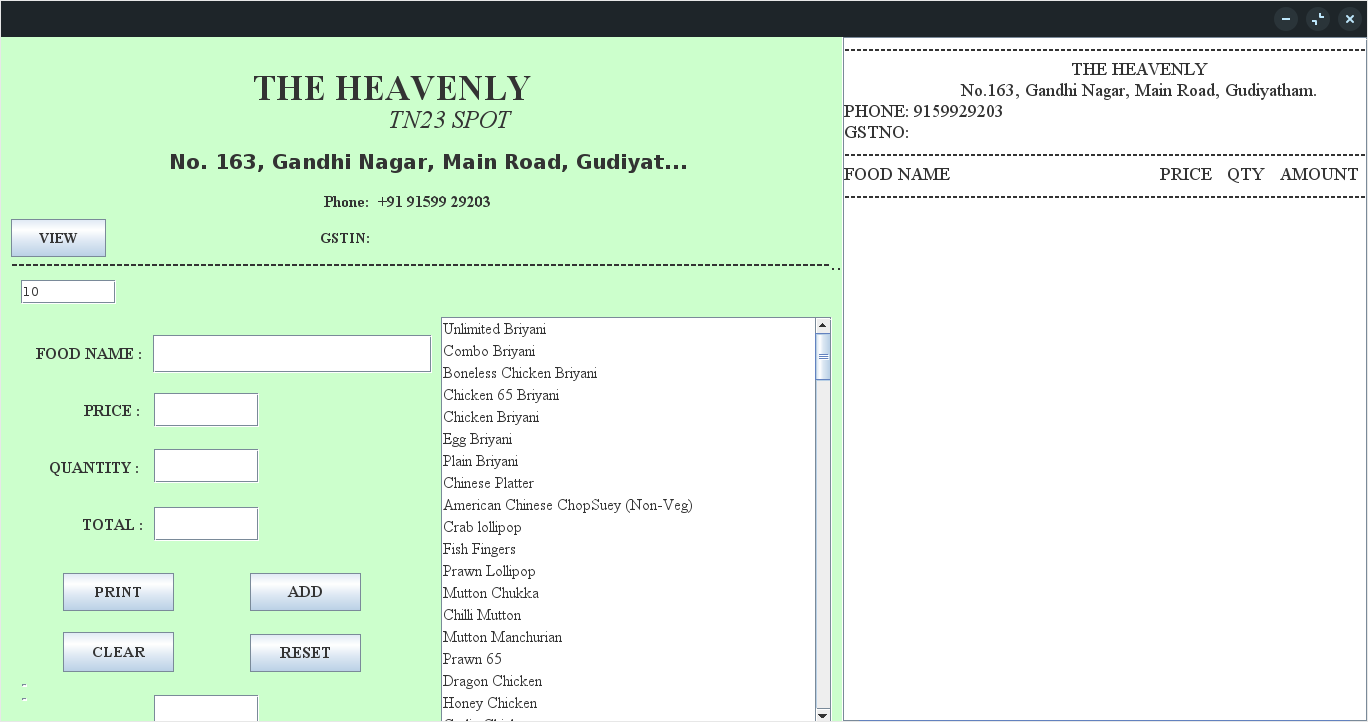 THE HEAVENLY
TN23 SPOT
No. 163, Gandhi Nagar, Main Road, Gudiyat...
Phone: +91 91599 29203
VIEW
GSTIN:
10
FOOD NAME :
PRICE :
QUANTITY :
TOTAL :
PRINT ADD
CLEAR RESET
Unlimited Briyani
Combo Briyani
Boneless Chicken Briyani
Chicken 65 Briyani
Chicken Briyani
Egg Briyani
Plain Briyani
Chinese Platter
American Chinese ChopSuey (Non-Veg)
Crab lollipop
Fish Fingers
Prawn Lollipop
Mutton Chukka
Chilli Mutton
Mutton Manchurian
Prawn 65
Dragon Chicken
Honey Chicken
THE HEAVENLY
No.163, Gandhi Nagar, Main Road, Gudiyatham.
PHONE: 9159929203
GSTNO:
FOOD NAME PRICE QTY AMOUNT